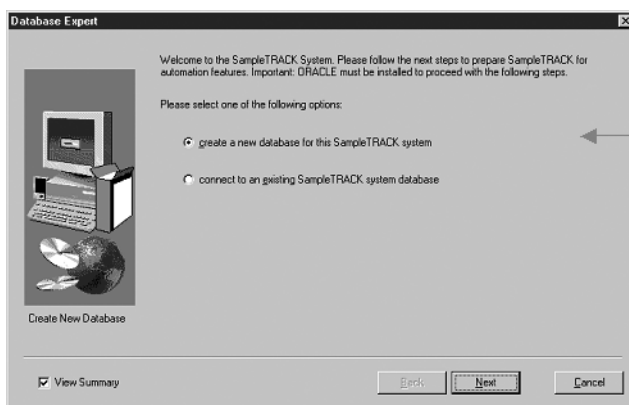 Database Expert
Welcome to the SampleTRACK System. Please follow the next steps to prepare SampleTRACK for
automation features. Important: ORACLE must be installed to proceed with the following steps.
Please select one of the following options:
create a new database for this SampleTRACK system
connect to an existing SampleTRACK system database
Create New Database
View Summary
Back
Next
Cancel